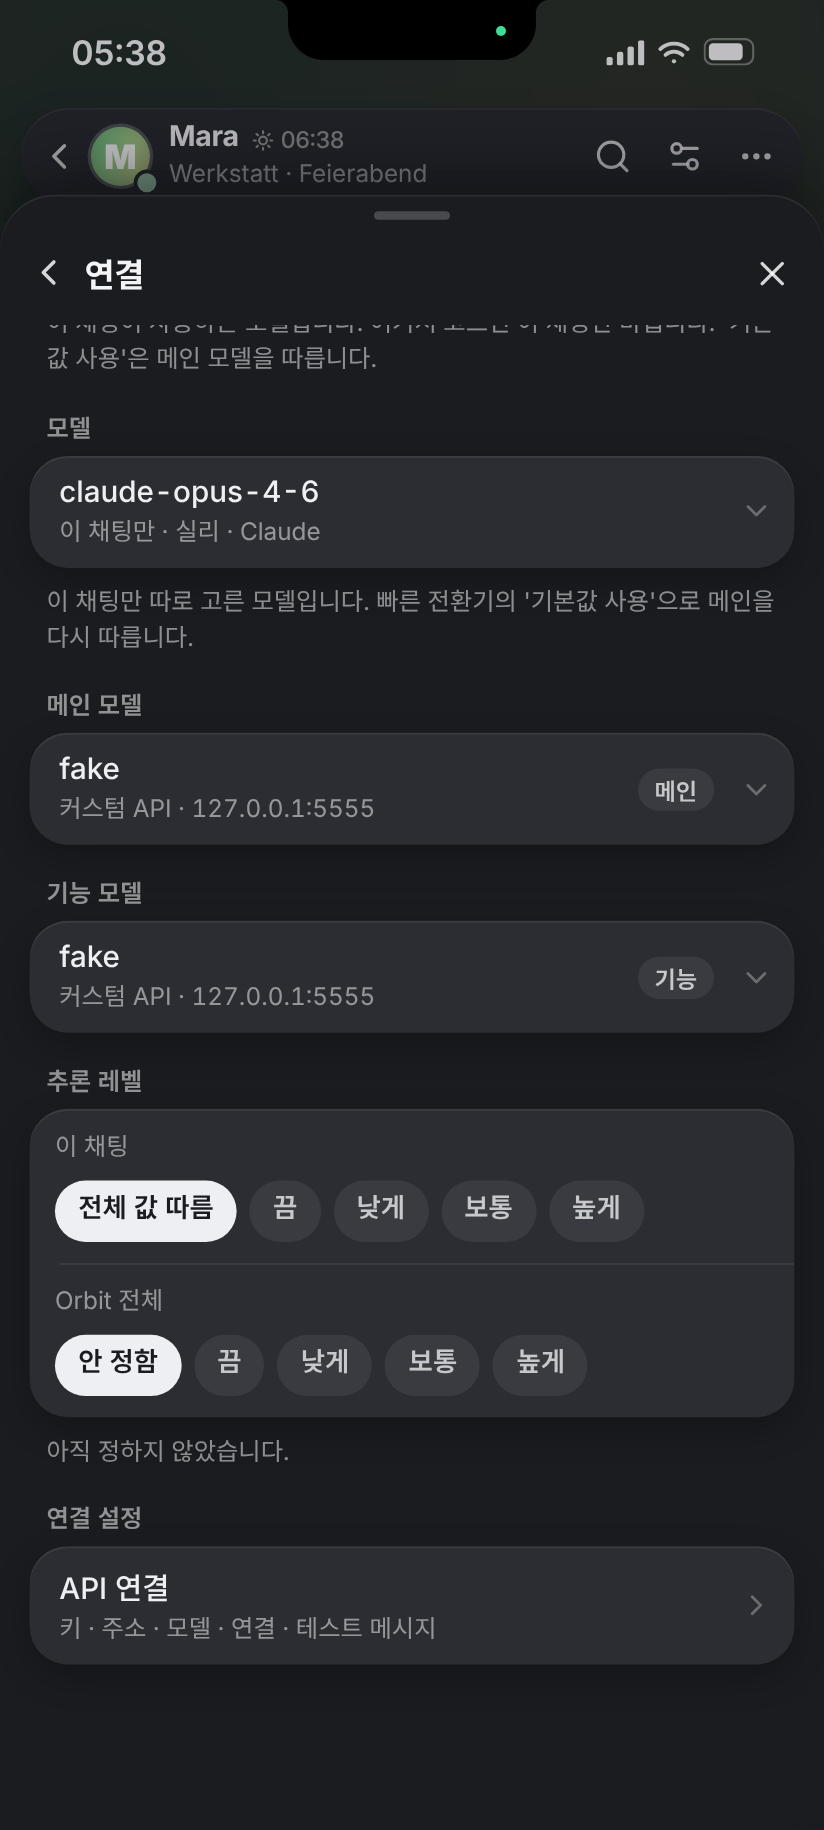 05:38
M
Mara 06:38
Werkstatt · Feierabend
연결
값 사용'은 메인 모델을 따릅니다.
모델
claude-opus-4-6
이 채팅만 · 실리 · Claude
이 채팅만 따로 고른 모델입니다. 빠른 전환기의 '기본값 사용'으로 메인을
다시 따릅니다.
메인 모델
fake
커스텀 API · 127.0.0.1:5555
메인
기능 모델
fake
커스텀 API · 127.0.0.1:5555
기능
추론 레벨
이 채팅
전체 값 따름 끔 낮게 보통 높게
Orbit 전체
안 정함 끔 낮게 보통 높게
아직 정하지 않았습니다.
연결 설정
API 연결
키 · 주소 · 모델 · 연결 · 테스트 메시지